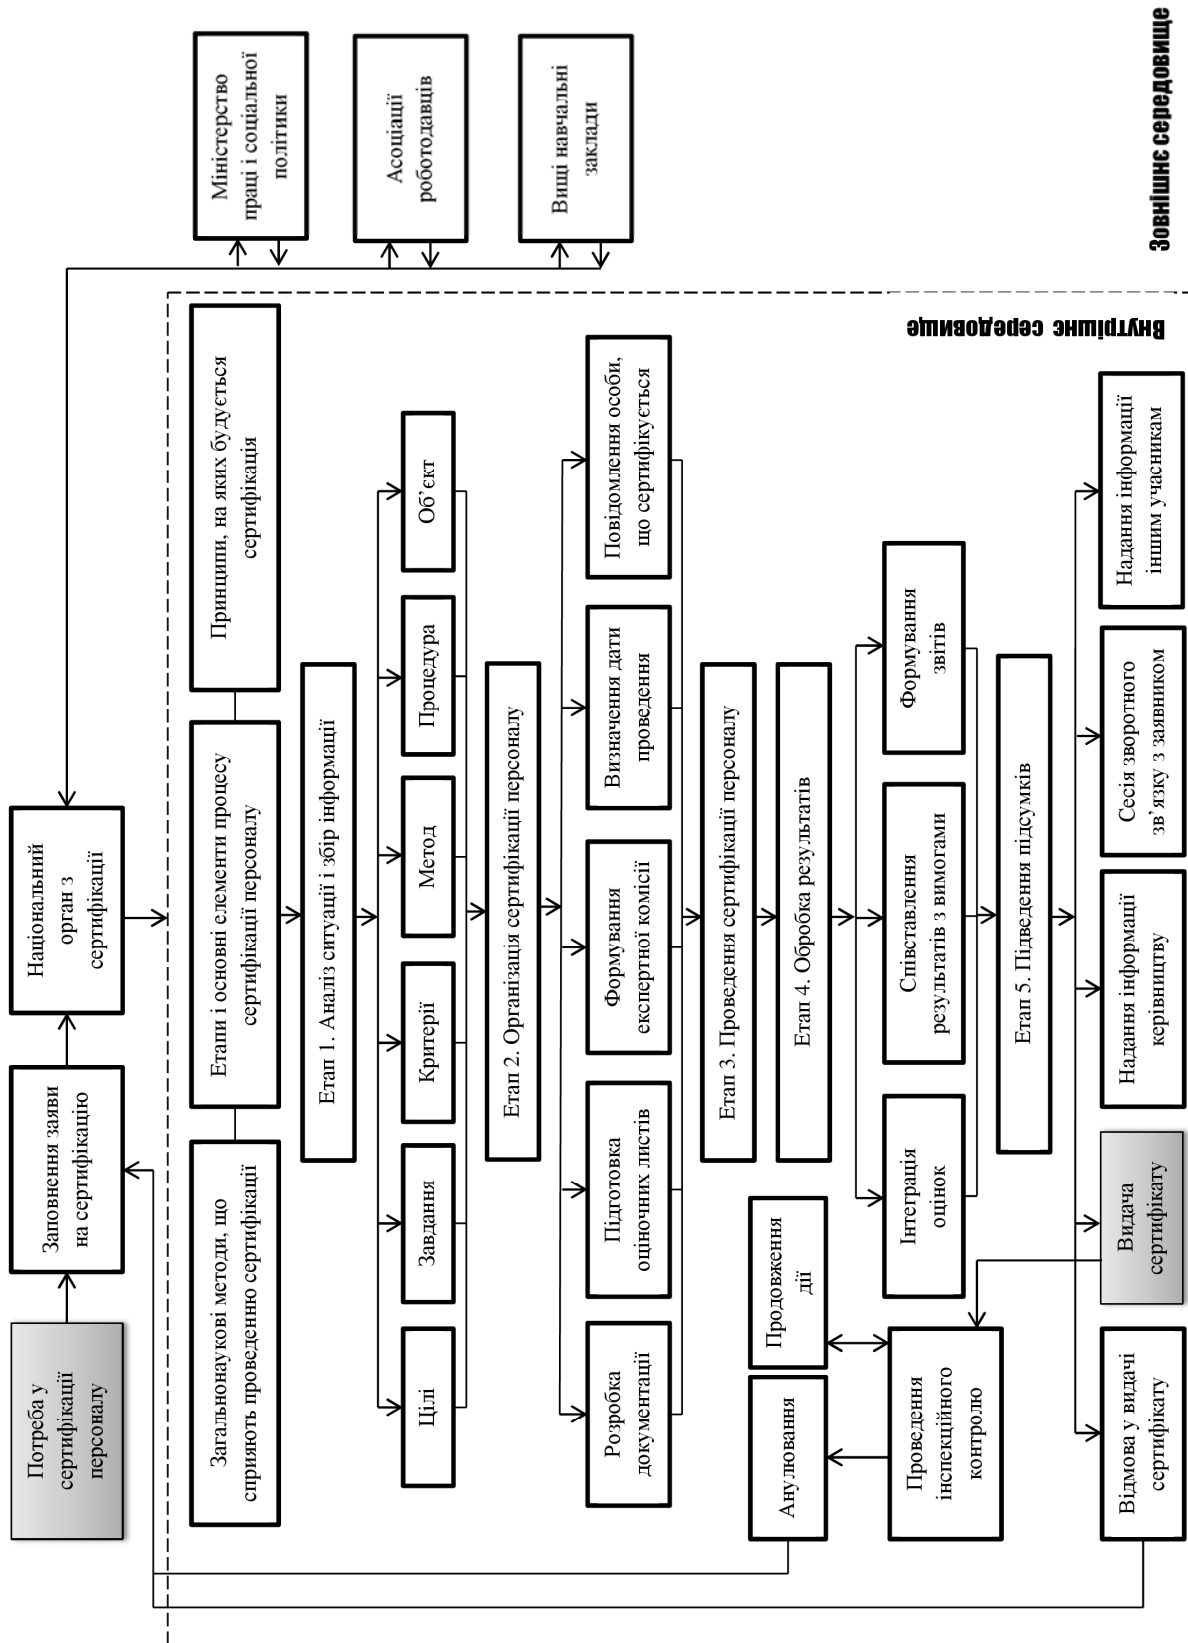 Потреба у
сертифікації
персоналу
Заповнення заяви
на сертифікацію
Національний
орган з
сертифікації
Міністерство
праці і соціальної
політики
Асоціації
роботодавців
Вищі навчальні
заклади
Зовнішнє середовище
Внутрішнє середовище
Загальнонаукові методи, що
сприяють проведенню сертифікації
Етапи і основні елементи процесу
сертифікації персоналу
Принципи, на яких будується
сертифікація
Етап 1. Аналіз ситуації і збір інформації
Цілі
Завдання
Критерії
Метод
Процедура
Об’єкт
Етап 2. Організація сертифікації персоналу
Розробка
документації
Підготовка
оціночних листів
Формування
експертної комісії
Визначення дати
проведення
Повідомлення особи,
що сертифікується
Етап 3. Проведення сертифікації персоналу
Етап 4. Обробка результатів
Анулювання
Продовження
дії
Проведення
інспекційного
контролю
Інтеграція
оцінок
Співставлення
результатів з вимогами
Формування
звітів
Етап 5. Підведення підсумків
Відмова у видачі
сертифікату
Видача
сертифікату
Надання інформації
керівництву
Сесія зворотного
зв’язку з заявником
Надання інформації
іншим учасникам